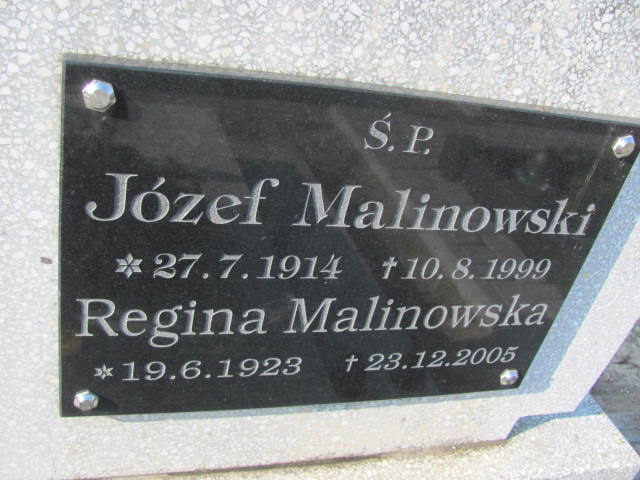 Ś.P.
Józef Malinowski
✲ 27.7.1914 †10.8.1999
Regina Malinowska
✲ 19.6.1923 † 23.12.2005